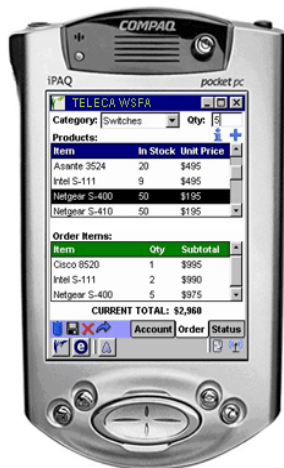 COMPAQ
iPAQ pocket pc
TELECA WSFA
Category: Switches Qty: 5
Products:
Item In Stock Unit Price
Asante 3524 20 $495
Intel S-111 9 $495
Netgear S-400 50 $195
Netgear S-410 50 $195
Order Items:
Item Qty Subtotal
Cisco 8520 1 $995
Intel S-111 2 $990
Netgear S-400 5 $975
CURRENT TOTAL: $2,960
Account Order Status